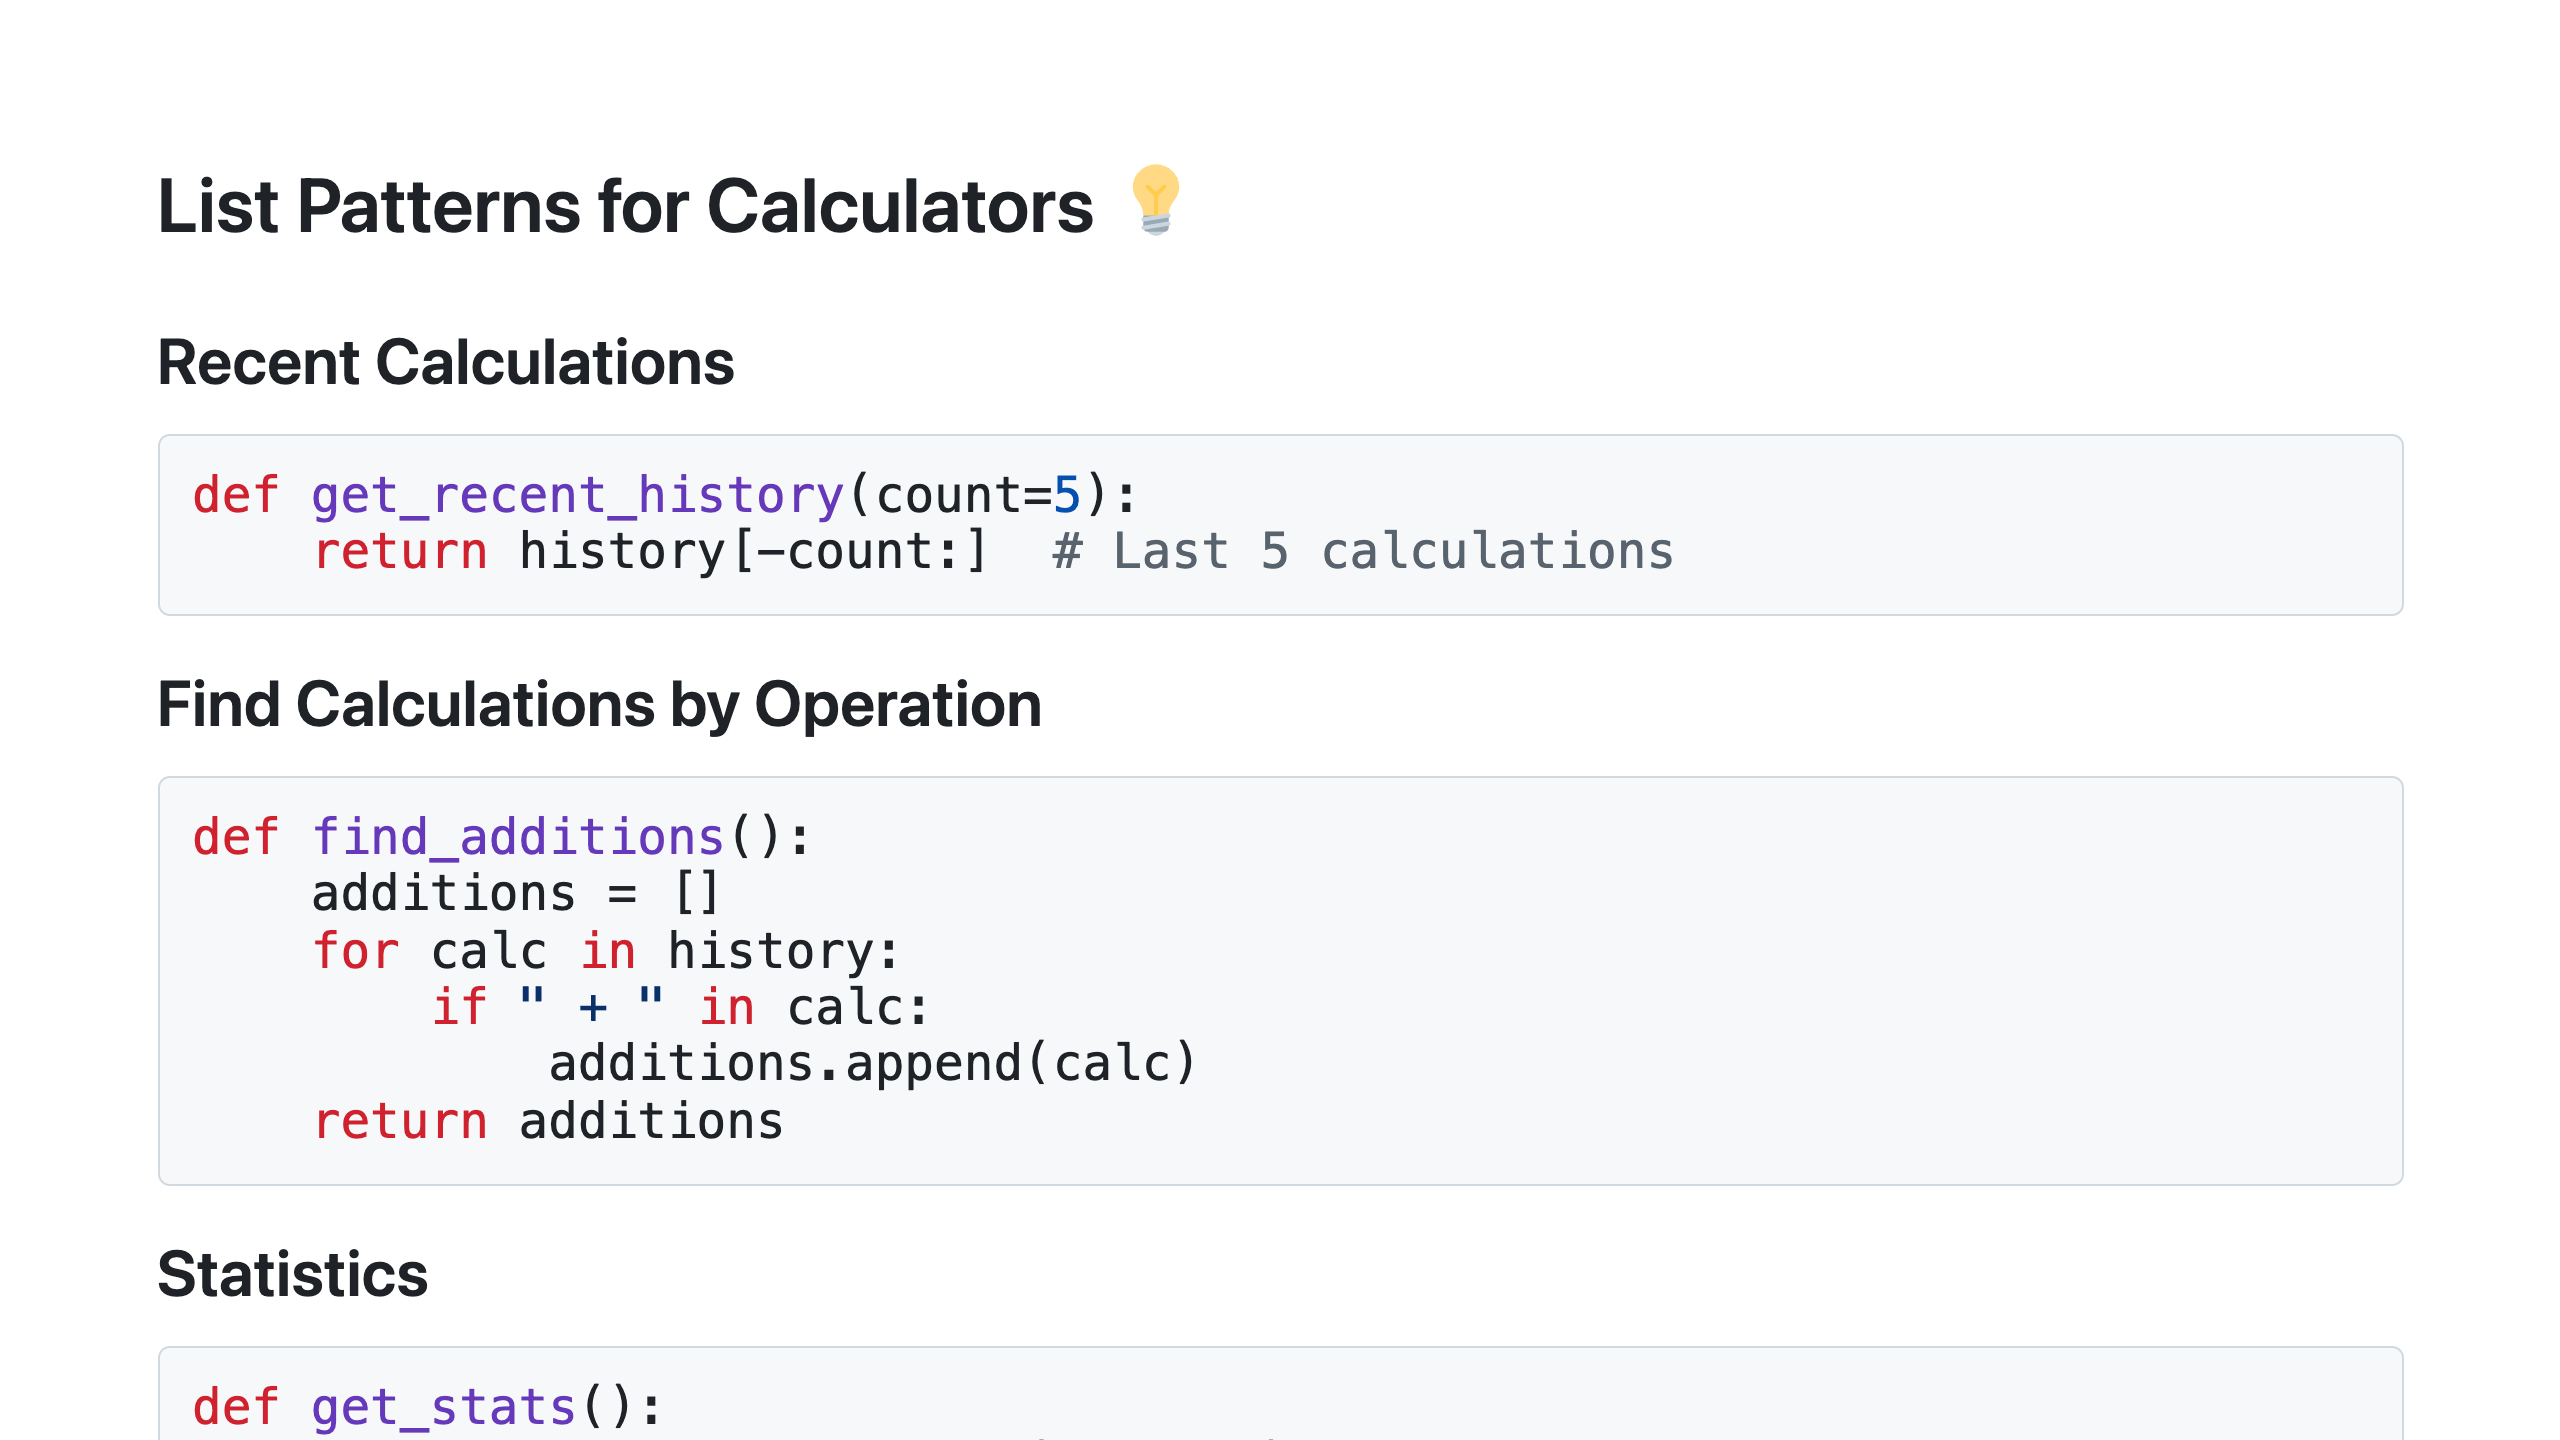 List Patterns for Calculators 💡
Recent Calculations
def get_recent_history(count=5):
    return history[-count:]  # Last 5 calculations
Find Calculations by Operation
def find_additions():
    additions = []
    for calc in history:
        if " + " in calc:
            additions.append(calc)
    return additions
Statistics
def get_stats():